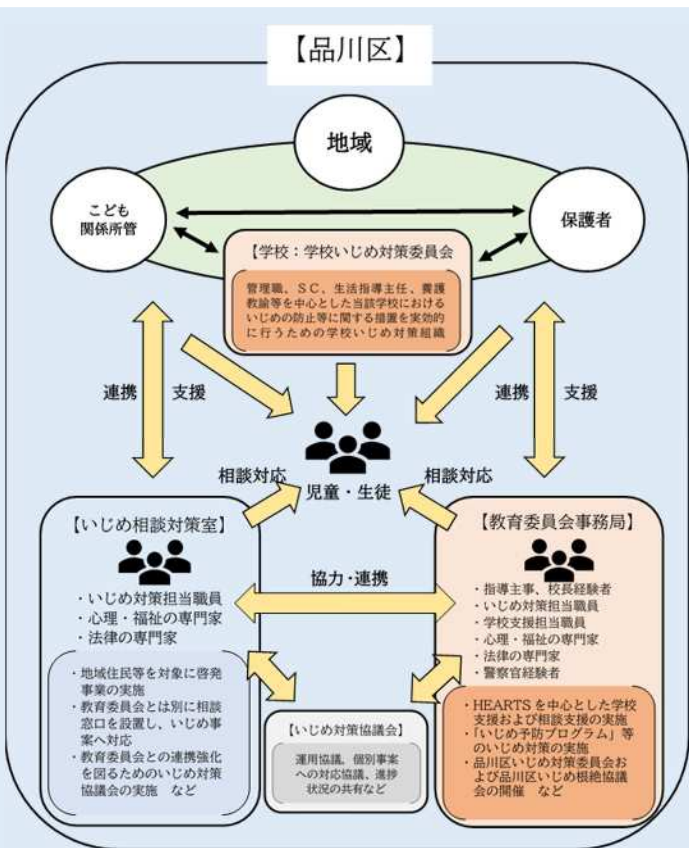 【品川区】
地域
こども
関係所管
保護者
【学校:学校いじめ対策委員会
管理職、SC、生活指導主任、養護
教諭等を中心とした当該学校における
いじめの防止等に関する措置を実効的
に行うための学校いじめ対策組織
連携
支援
連携
支援
児童・生徒
相談対応
相談対応
【いじめ相談対策室】
・いじめ対策担当職員
・心理・福祉の専門家
・法律の専門家
・地域住民等を対象に啓発
事業の実施
・教育委員会とは別に相談
窓口を設置し、いじめ事
案へ対応
・教育委員会との連携強化
を図るためのいじめ対策
協議会の実施 など
協力・連携
【教育委員会事務局】
・指導主事、校長経験者
・いじめ対策担当職員
・学校支援担当職員
・心理・福祉の専門家
・法律の専門家
・警察官経験者
・HEARTSを中心とした学校
支援および相談支援の実施
・「いじめ予防プログラム」等
のいじめ対策の実施
・品川区いじめ対策委員会お
よび品川区いじめ根絶協議
会の開催 など
【いじめ対策協議会】
運用協議、個別事案
への対応協議、進捗
状況の共有など